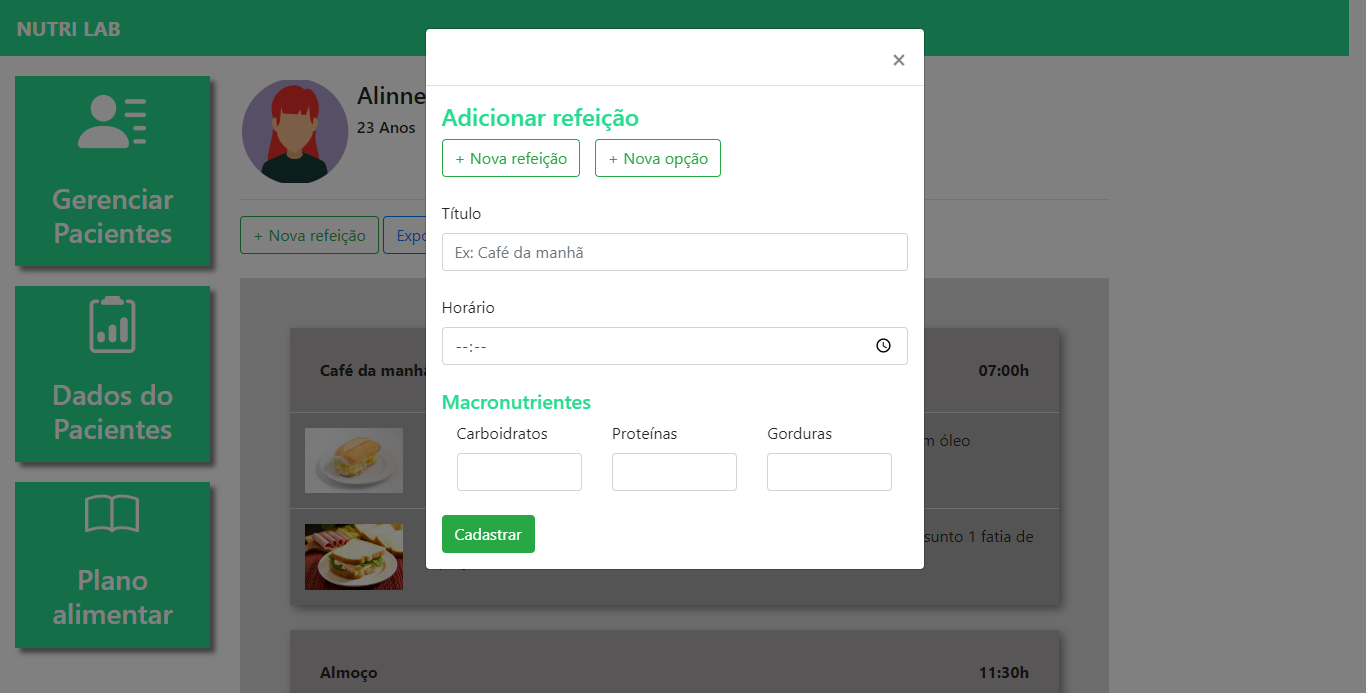 NUTRI LAB
×
Gerenciar
Pacientes
Dados do
Pacientes
Plano
alimentar
Alinne
23 Anos
+ Nova refeição
Expo
Adicionar refeição
+ Nova refeição
+ Nova opção
Título
Ex: Café da manhã
Horário
--:--
Macronutrientes
Carboidratos Proteínas Gorduras
Cadastrar
Café da manhã 07:00h
m óleo
sunto 1 fatia de
Almoço 11:30h